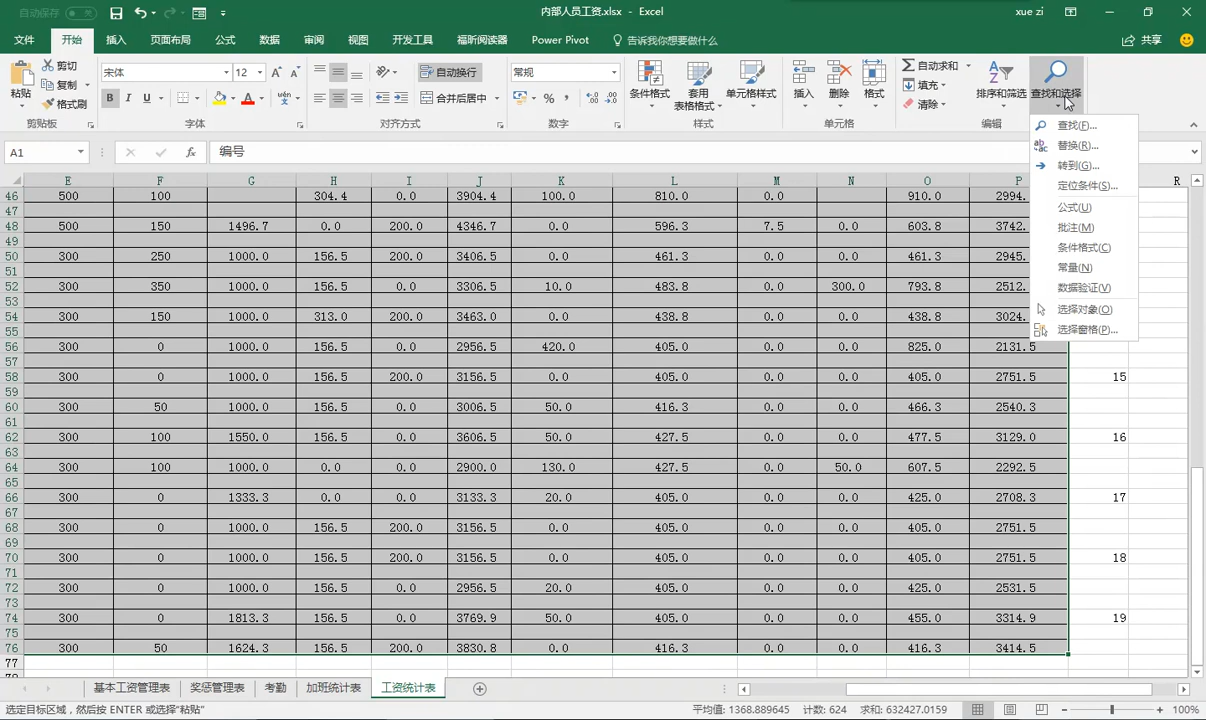 自动保存 关
内部人员工资.xlsx - Excel
xue zi
文件 开始 插入 页面布局 公式 数据 审阅 视图 开发工具 福昕阅读器 Power Pivot 告诉我你想要做什么 共享
粘贴 剪切 复制 格式刷 剪贴板
宋体 12 A A B I U A wén 文 字体
自动换行 合并后居中 对齐方式
常规 % , 数字
条件格式 套用表格格式 单元格样式 样式
插入 删除 格式 单元格
自动求和 填充 清除 排序和筛选 查找和选择 编辑
A1 fx 编号
查找(F)...
替换(R)...
转到(G)...
定位条件(S)...
公式(U)
批注(M)
条件格式(C)
常量(N)
数据验证(V)
选择对象(O)
选择窗格(P)...
E F G H I J K L M N O P R
46 500 100 304.4 0.0 3904.4 100.0 810.0 0.0 910.0 2994.
47
48 500 150 1496.7 0.0 200.0 4346.7 0.0 596.3 7.5 0.0 603.8 3742.
49
50 300 250 1000.0 156.5 200.0 3406.5 0.0 461.3 0.0 0.0 461.3 2945.
51
52 300 350 1000.0 156.5 0.0 3306.5 10.0 483.8 0.0 300.0 793.8 2512.
53
54 300 150 1000.0 313.0 0.0 3463.0 0.0 438.8 0.0 0.0 438.8 3024.
55
56 300 0 1000.0 156.5 0.0 2956.5 420.0 405.0 0.0 0.0 825.0 2131.5
57
58 300 0 1000.0 156.5 200.0 3156.5 0.0 405.0 0.0 0.0 405.0 2751.5 15
59
60 300 50 1000.0 156.5 0.0 3006.5 50.0 416.3 0.0 0.0 466.3 2540.3
61
62 300 100 1550.0 156.5 0.0 3606.5 50.0 427.5 0.0 0.0 477.5 3129.0 16
63
64 300 100 1000.0 0.0 0.0 2900.0 130.0 427.5 0.0 50.0 607.5 2292.5
65
66 300 0 1333.3 0.0 0.0 3133.3 20.0 405.0 0.0 0.0 425.0 2708.3 17
67
68 300 0 1000.0 156.5 200.0 3156.5 0.0 405.0 0.0 0.0 405.0 2751.5
69
70 300 0 1000.0 156.5 200.0 3156.5 0.0 405.0 0.0 0.0 405.0 2751.5 18
71
72 300 0 1000.0 156.5 0.0 2956.5 20.0 405.0 0.0 0.0 425.0 2531.5
73
74 300 0 1813.3 156.5 0.0 3769.9 50.0 405.0 0.0 0.0 455.0 3314.9 19
75
76 300 50 1624.3 156.5 200.0 3830.8 0.0 416.3 0.0 0.0 416.3 3414.5
77
基本工资管理表 奖惩管理表 考勤 加班统计表 工资统计表
选定目标区域，然后按 ENTER 或选择"粘贴" 平均值: 1368.889645 计数: 624 求和: 632427.0159 100%